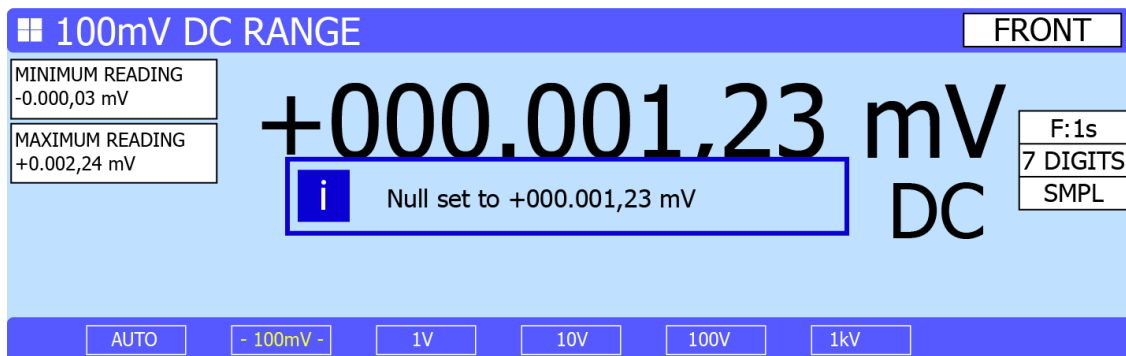 100mV DC RANGE
FRONT
MINIMUM READING
-0.000,03 mV
MAXIMUM READING
+0.002,24 mV
+000.001,23 mV
DC
F:1s
7 DIGITS
SMPL
i
Null set to +000.001,23 mV
AUTO
- 100mV -
1V
10V
100V
1kV